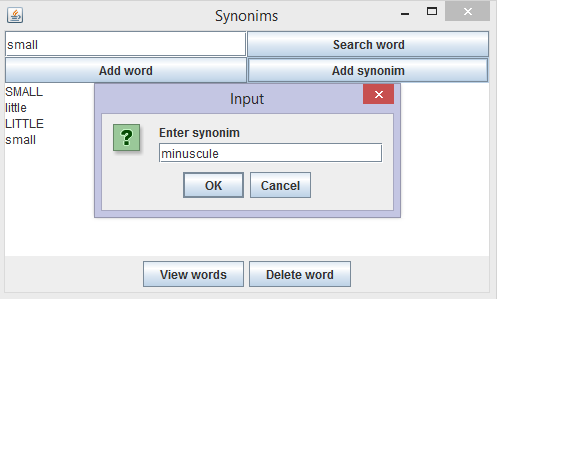 Synonims
small
Search word
Add word
Add synonim
SMALL
little
LITTLE
small
Input
?
Enter synonim
minuscule
OK
Cancel
View words
Delete word